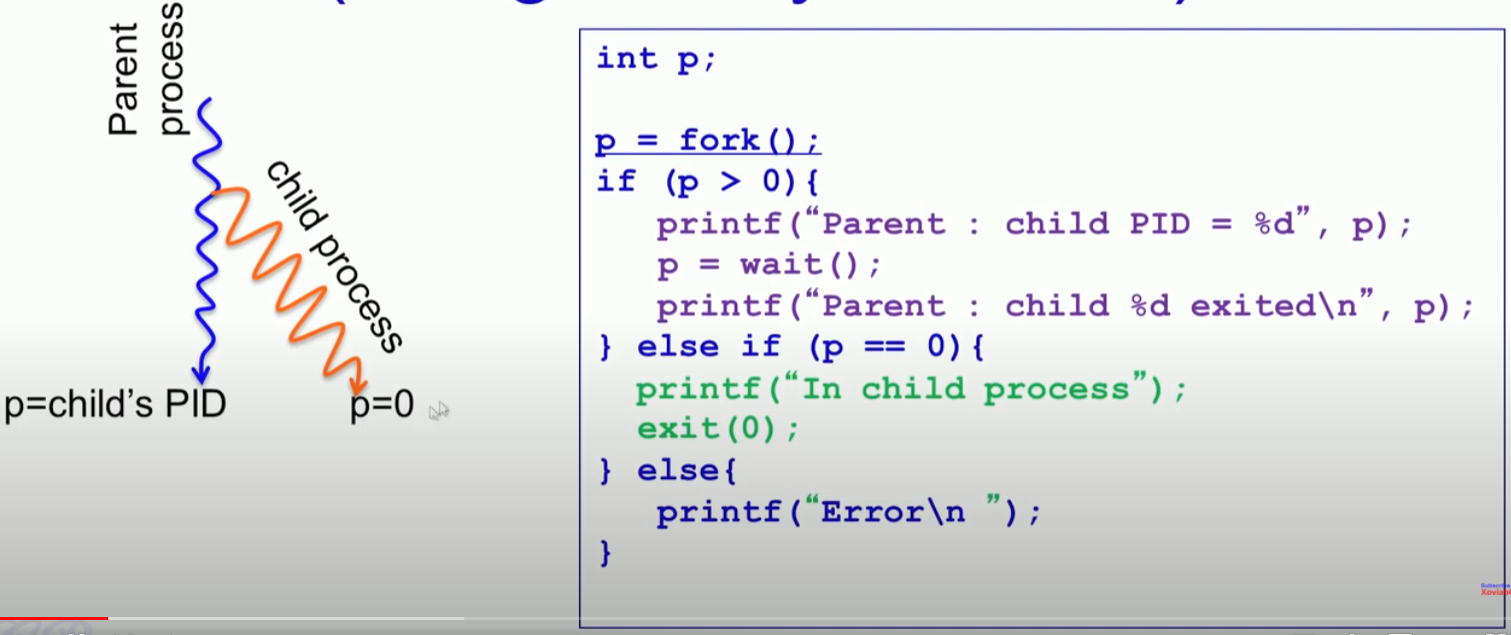 Parent
process
child process
p=child’s PID
p=0
int p;
p = fork();
if (p > 0){
printf(“Parent : child PID = %d”, p);
p = wait();
printf(“Parent : child %d exited\n”, p);
} else if (p == 0){
printf(“In child process”);
exit(0);
} else{
printf(“Error\n ”);
}
Subscribe